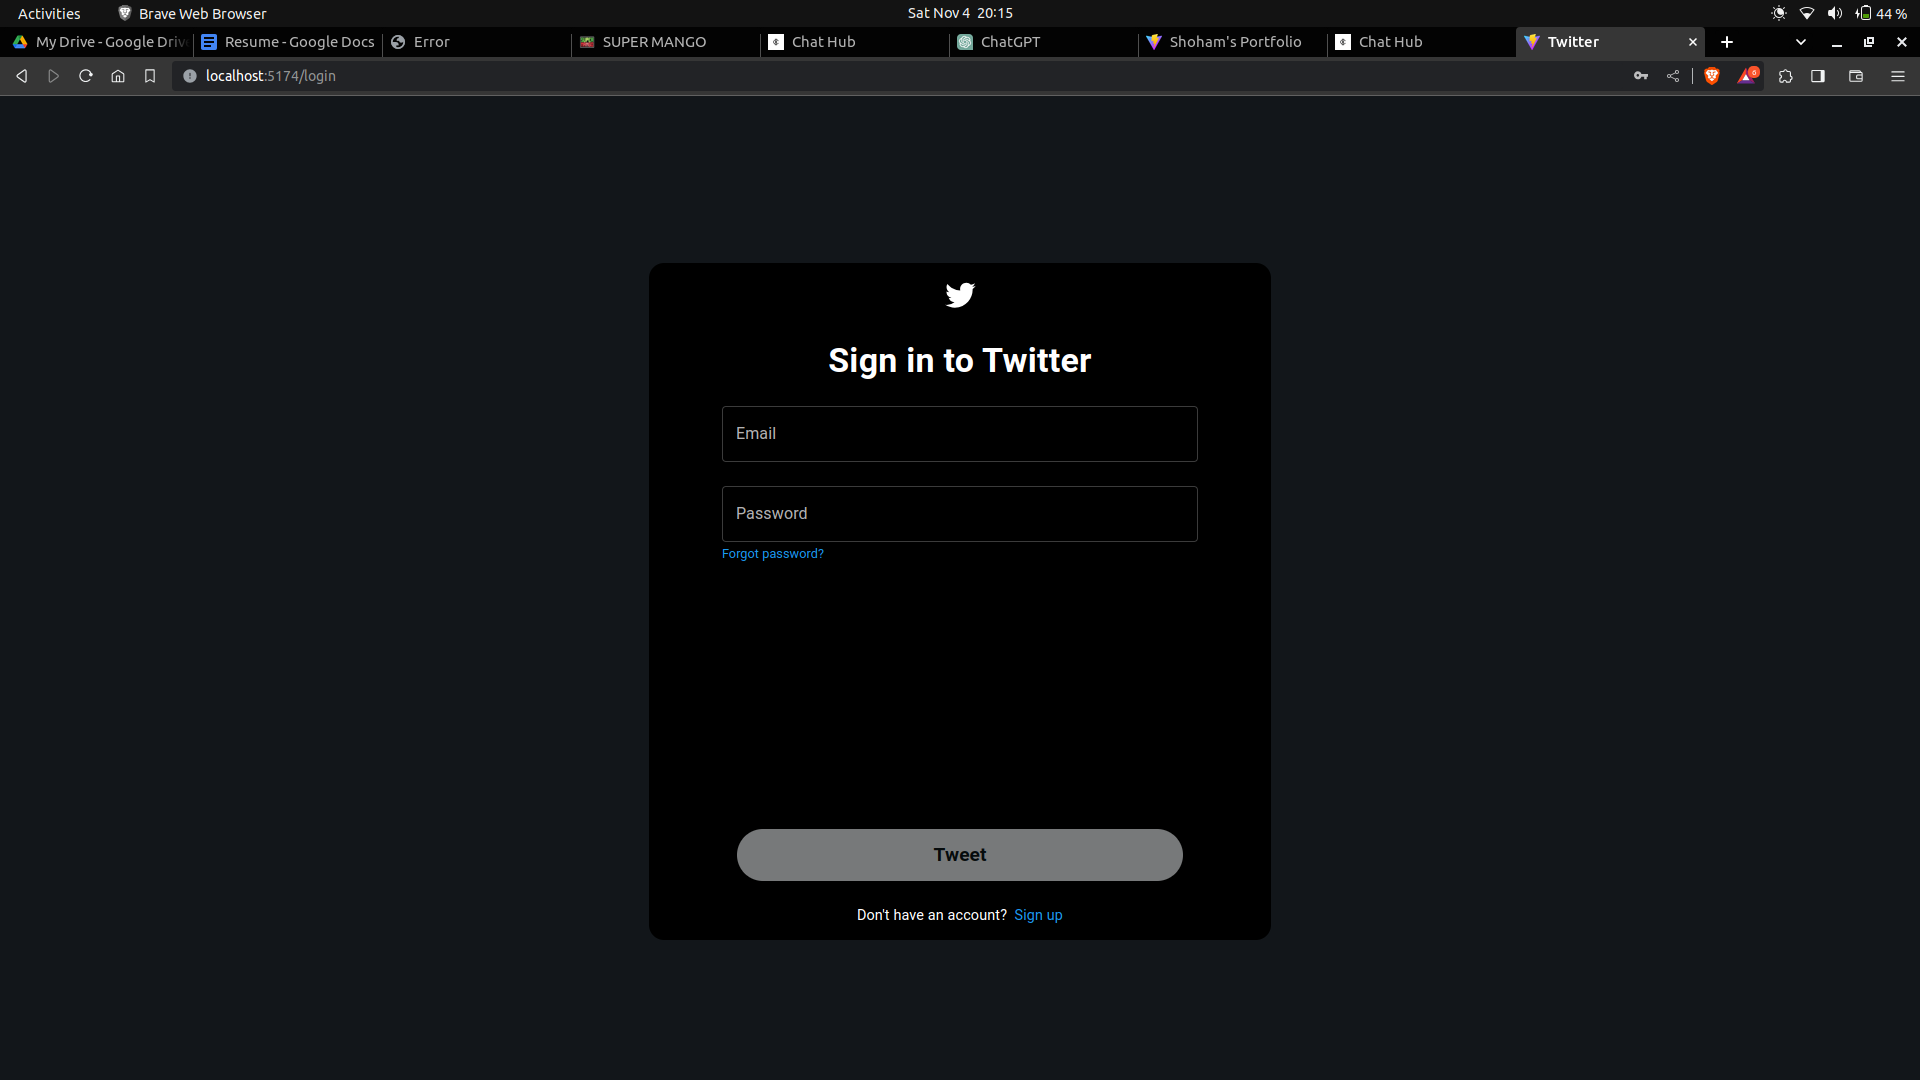 Activities Brave Web Browser Sat Nov 4 20:15 44 %
My Drive - Google Driv Resume - Google Docs Error SUPER MANGO Chat Hub ChatGPT Shoham's Portfolio Chat Hub Twitter
localhost:5174/login 6
Sign in to Twitter
Email
Password
Forgot password?
Tweet
Don't have an account? Sign up